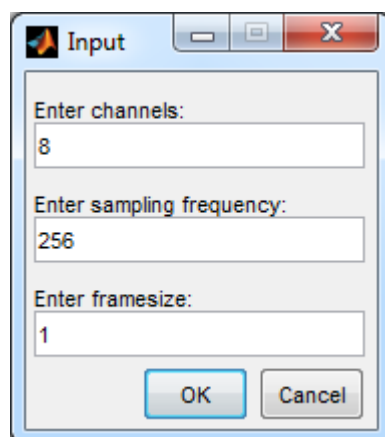 Input
Enter channels:
8
Enter sampling frequency:
256
Enter framesize:
1
OK Cancel